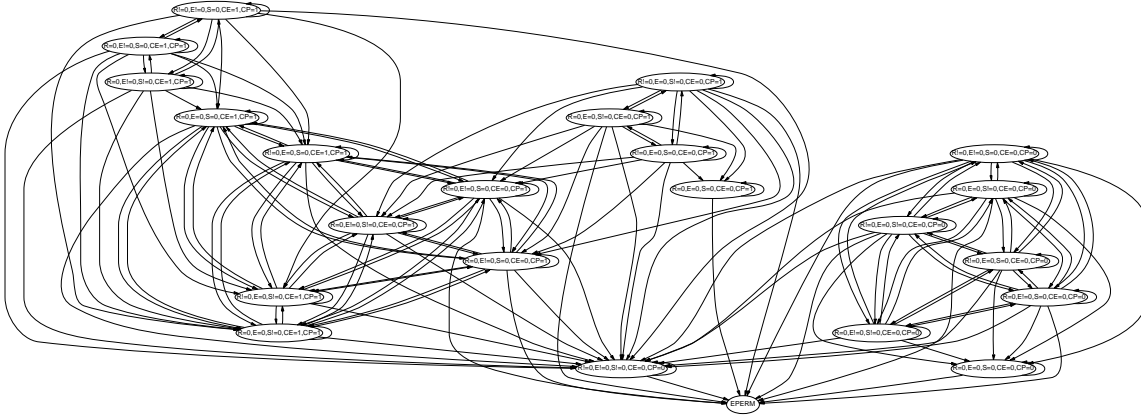 R!=0,E!=0,S=0,CE=1,CP=1
R=0,E!=0,S=0,CE=1,CP=1
R=0,E!=0,S!=0,CE=1,CP=1
R!=0,E=0,S!=0,CE=0,CP=1
R=0,E=0,S=0,CE=1,CP=1
R=0,E=0,S!=0,CE=0,CP=1
R!=0,E=0,S=0,CE=1,CP=1
R!=0,E=0,S=0,CE=0,CP=1
R!=0,E!=0,S=0,CE=0,CP=0
R!=0,E!=0,S=0,CE=0,CP=1
R=0,E=0,S=0,CE=0,CP=1
R=0,E=0,S!=0,CE=0,CP=0
R=0,E!=0,S!=0,CE=0,CP=1
R!=0,E=0,S!=0,CE=0,CP=0
R=0,E!=0,S=0,CE=0,CP=1
R!=0,E=0,S=0,CE=0,CP=0
R!=0,E=0,S!=0,CE=1,CP=1
R=0,E!=0,S=0,CE=0,CP=0
R=0,E=0,S!=0,CE=1,CP=1
R=0,E!=0,S!=0,CE=0,CP=0
R!=0,E!=0,S!=0,CE=0,CP=0
R=0,E=0,S=0,CE=0,CP=0
EPERM